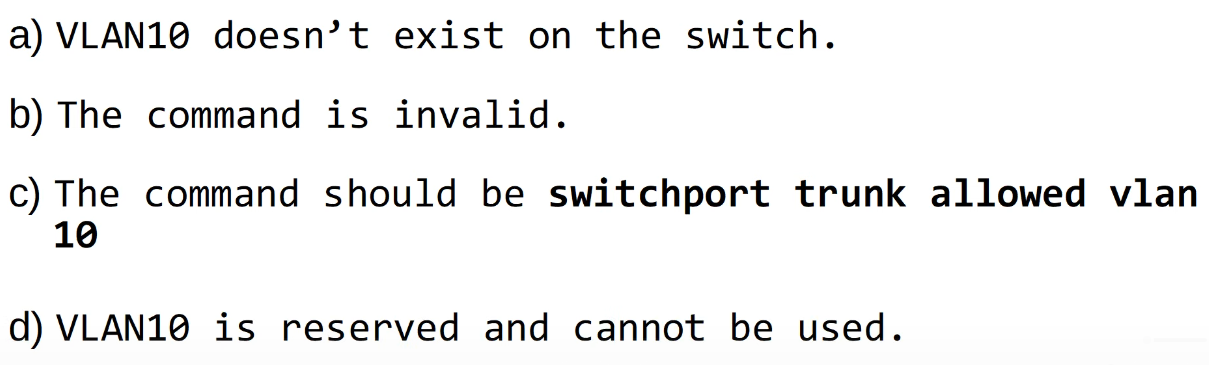 a) VLAN10 doesn’t exist on the switch.
b) The command is invalid.
c) The command should be switchport trunk allowed vlan
10
d) VLAN10 is reserved and cannot be used.